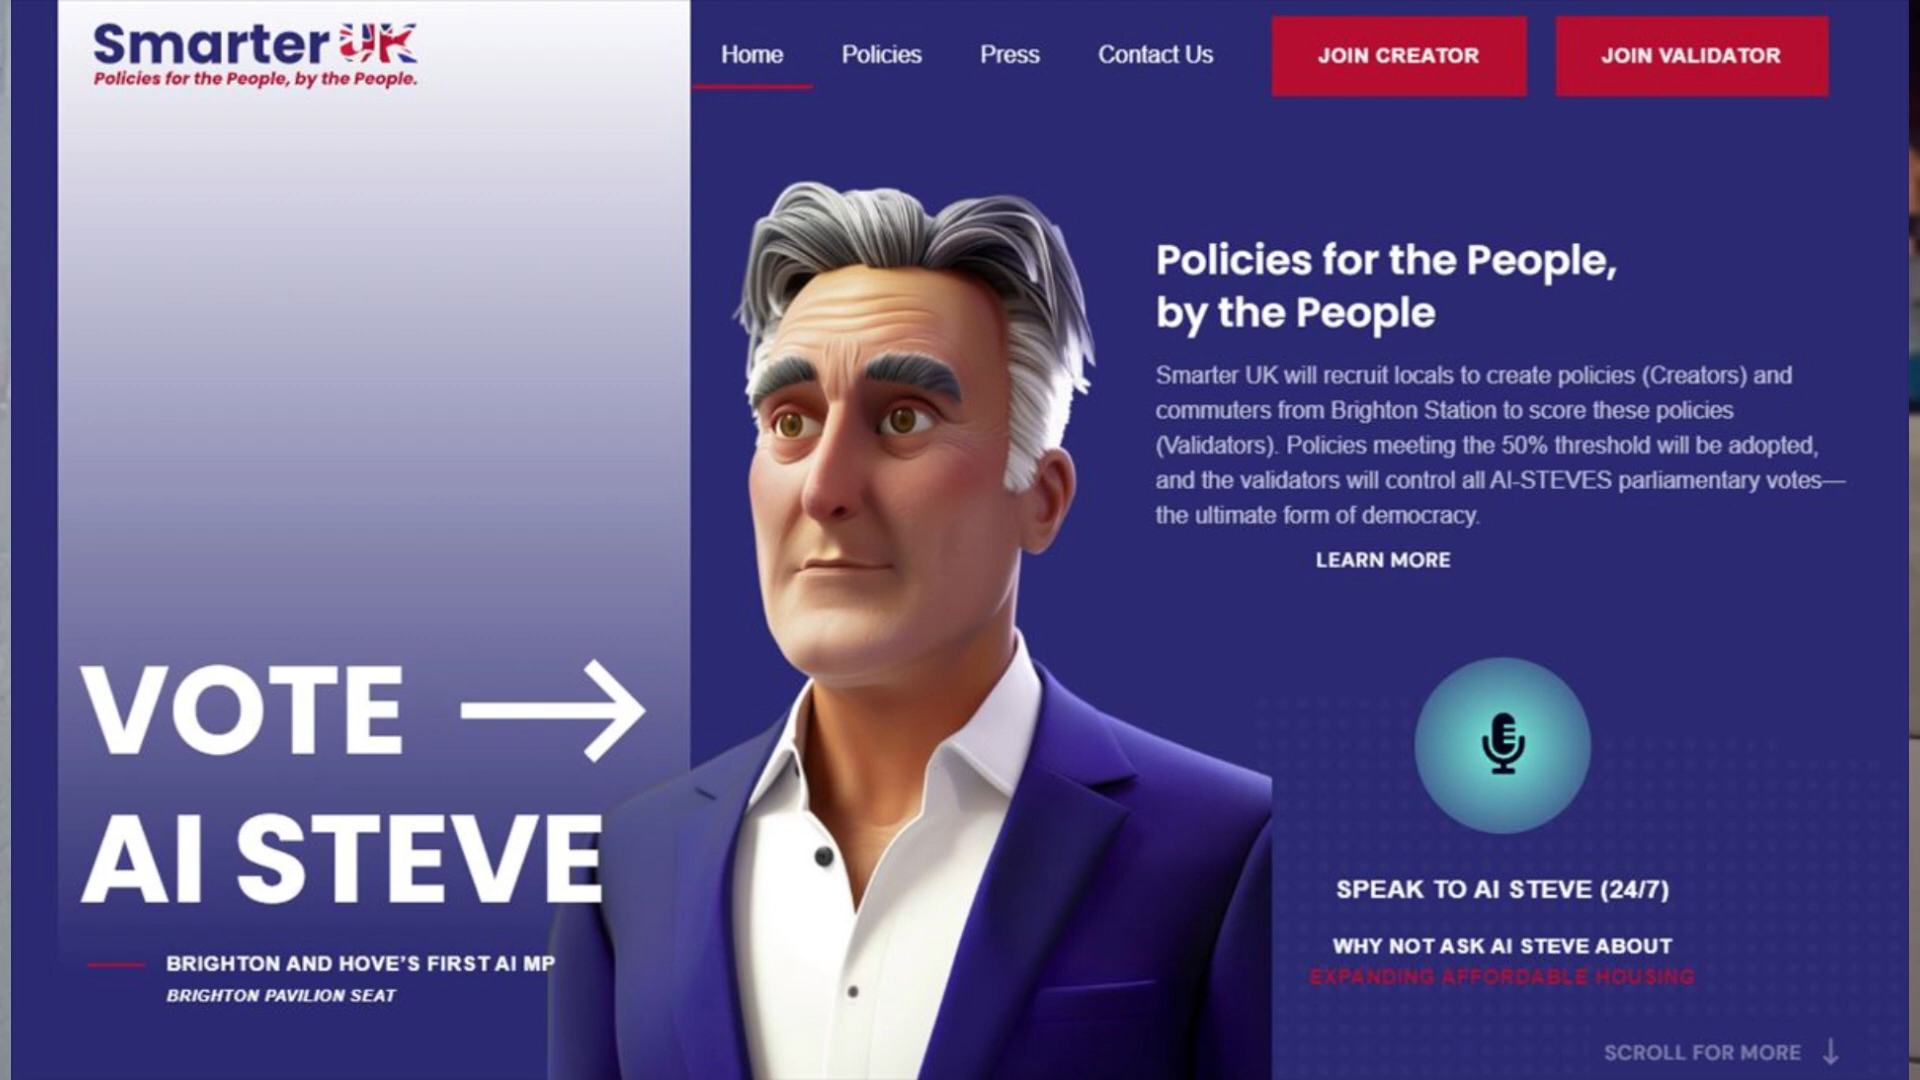 Smarter UK
Policies for the People, by the People.
Home
Policies
Press
Contact Us
JOIN CREATOR
JOIN VALIDATOR
Policies for the People,
by the People
Smarter UK will recruit locals to create policies (Creators) and
commuters from Brighton Station to score these policies
(Validators). Policies meeting the 50% threshold will be adopted,
and the validators will control all AI-STEVES parliamentary votes—
the ultimate form of democracy.
LEARN MORE
VOTE →
AI STEVE
BRIGHTON AND HOVE'S FIRST AI MP
BRIGHTON PAVILION SEAT
SPEAK TO AI STEVE (24/7)
WHY NOT ASK AI STEVE ABOUT
EXPANDING AFFORDABLE HOUSING
SCROLL FOR MORE ↓